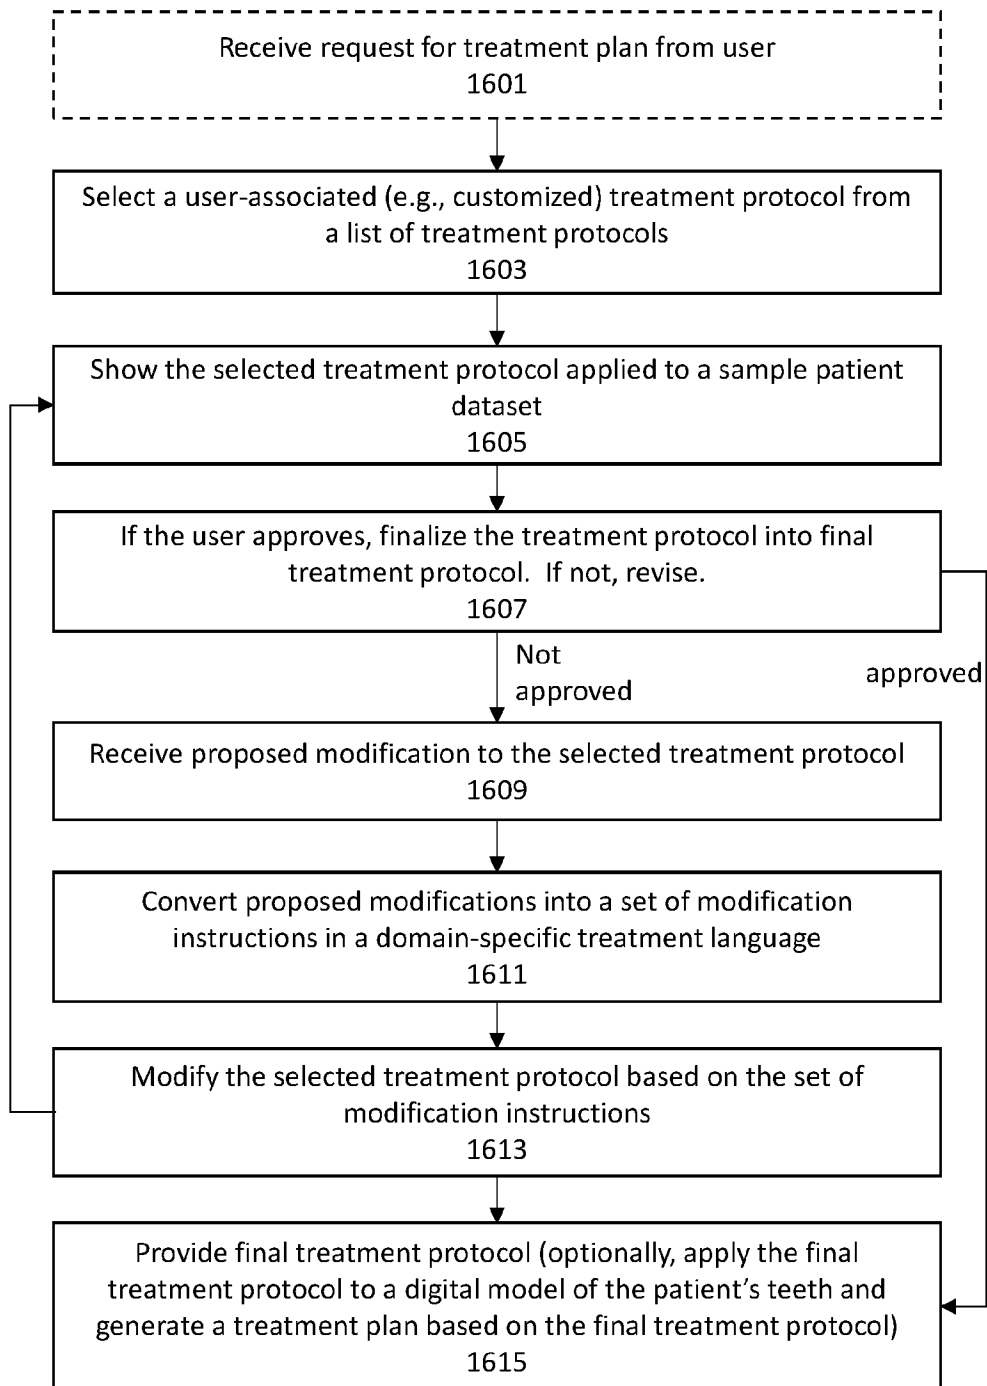 Receive request for treatment plan from user
1601
Select a user-associated (e.g., customized) treatment protocol from
a list of treatment protocols
1603
Show the selected treatment protocol applied to a sample patient
dataset
1605
If the user approves, finalize the treatment protocol into final
treatment protocol.  If not, revise.
1607
Not
approved
approved
Receive proposed modification to the selected treatment protocol
1609
Convert proposed modifications into a set of modification
instructions in a domain-specific treatment language
1611
Modify the selected treatment protocol based on the set of
modification instructions
1613
Provide final treatment protocol (optionally, apply the final
treatment protocol to a digital model of the patient’s teeth and
generate a treatment plan based on the final treatment protocol)
1615